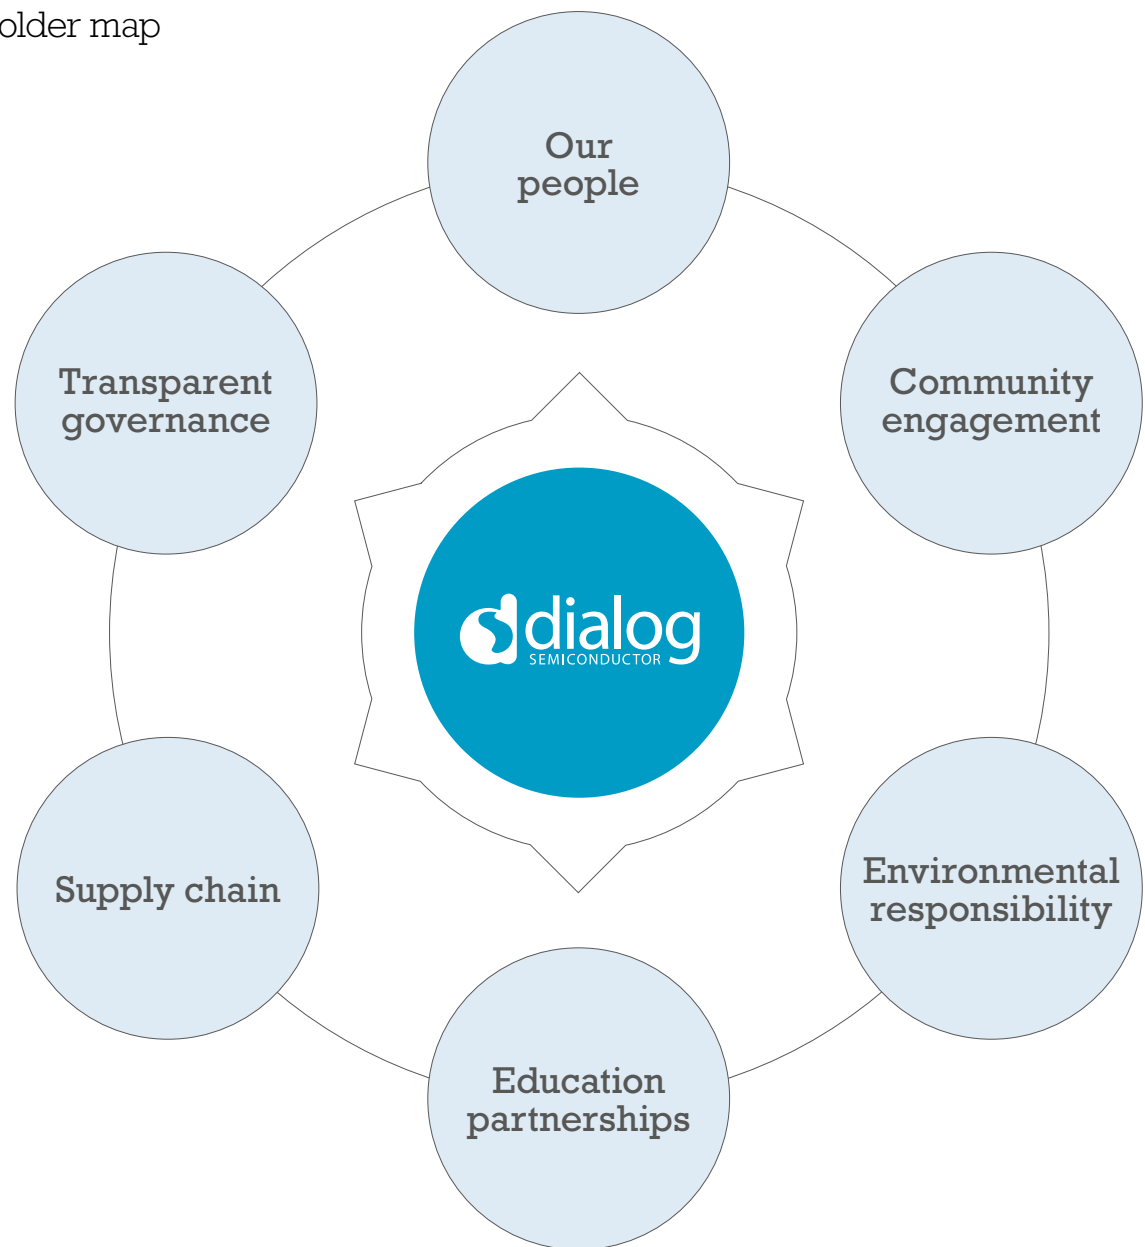 older map
Our
people
Transparent
governance
Community
engagement
dialog
SEMICONDUCTOR
Supply chain
Environmental
responsibility
Education
partnerships